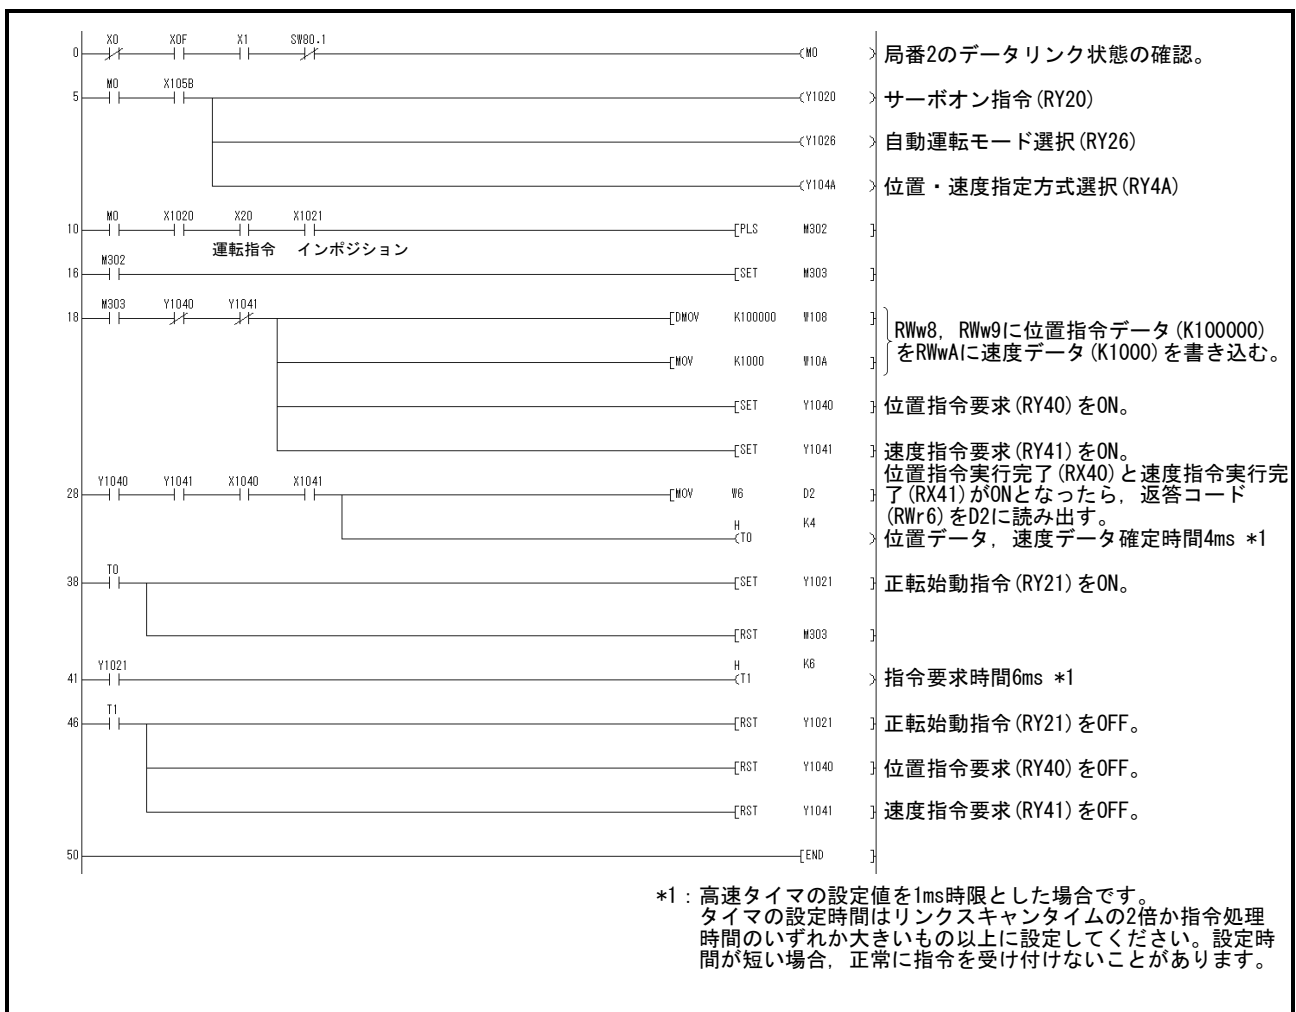 X0 X0F X1 SW80.1
0 (M0 ) 局番2のデータリンク状態の確認。
M0 X105B
5 (Y1020 ) サーボオン指令(RY20)
(Y1026 ) 自動運転モード選択(RY26)
(Y104A ) 位置・速度指定方式選択(RY4A)
M0 X1020 X20 X1021
10 [PLS M302 ]
運転指令 インポジション
M302
16 [SET M303 ]
M303 Y1040 Y1041
18 [DMOV K100000 W108 ]
RWw8, RWw9に位置指令データ(K100000)
をRWwAに速度データ(K1000)を書き込む。
[MOV K1000 W10A ]
[SET Y1040 ] 位置指令要求(RY40)をON。
[SET Y1041 ] 速度指令要求(RY41)をON。
Y1040 Y1041 X1040 X1041
28 [MOV W6 D2 ]
位置指令実行完了(RX40)と速度指令実行完
了(RX41)がONとなったら, 返答コード
(RWr6)をD2に読み出す。
H K4
(T0 ) 位置データ, 速度データ確定時間4ms *1
T0
38 [SET Y1021 ] 正転始動指令(RY21)をON。
[RST M303 ]
Y1021 H K6
41 (T1 ) 指令要求時間6ms *1
T1
46 [RST Y1021 ] 正転始動指令(RY21)をOFF。
[RST Y1040 ] 位置指令要求(RY40)をOFF。
[RST Y1041 ] 速度指令要求(RY41)をOFF。
50 [END ]
*1：高速タイマの設定値を1ms時限とした場合です。
タイマの設定時間はリンクスキャンタイムの2倍か指令処理
時間のいずれか大きいもの以上に設定してください。設定時
間が短い場合, 正常に指令を受け付けないことがあります。